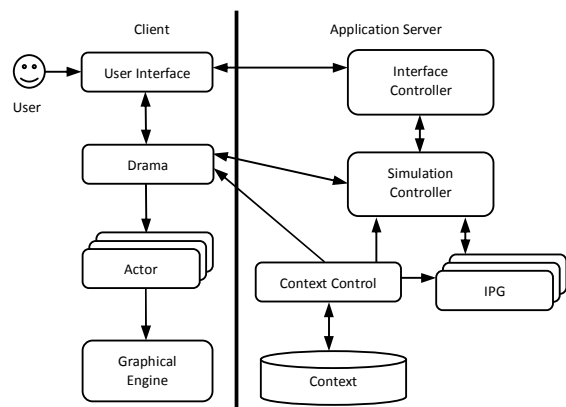 Client
Application Server
User Interface
Interface
Controller
User
Drama
Simulation
Controller
Actor
Context Control
IPG
Graphical
Engine
Context